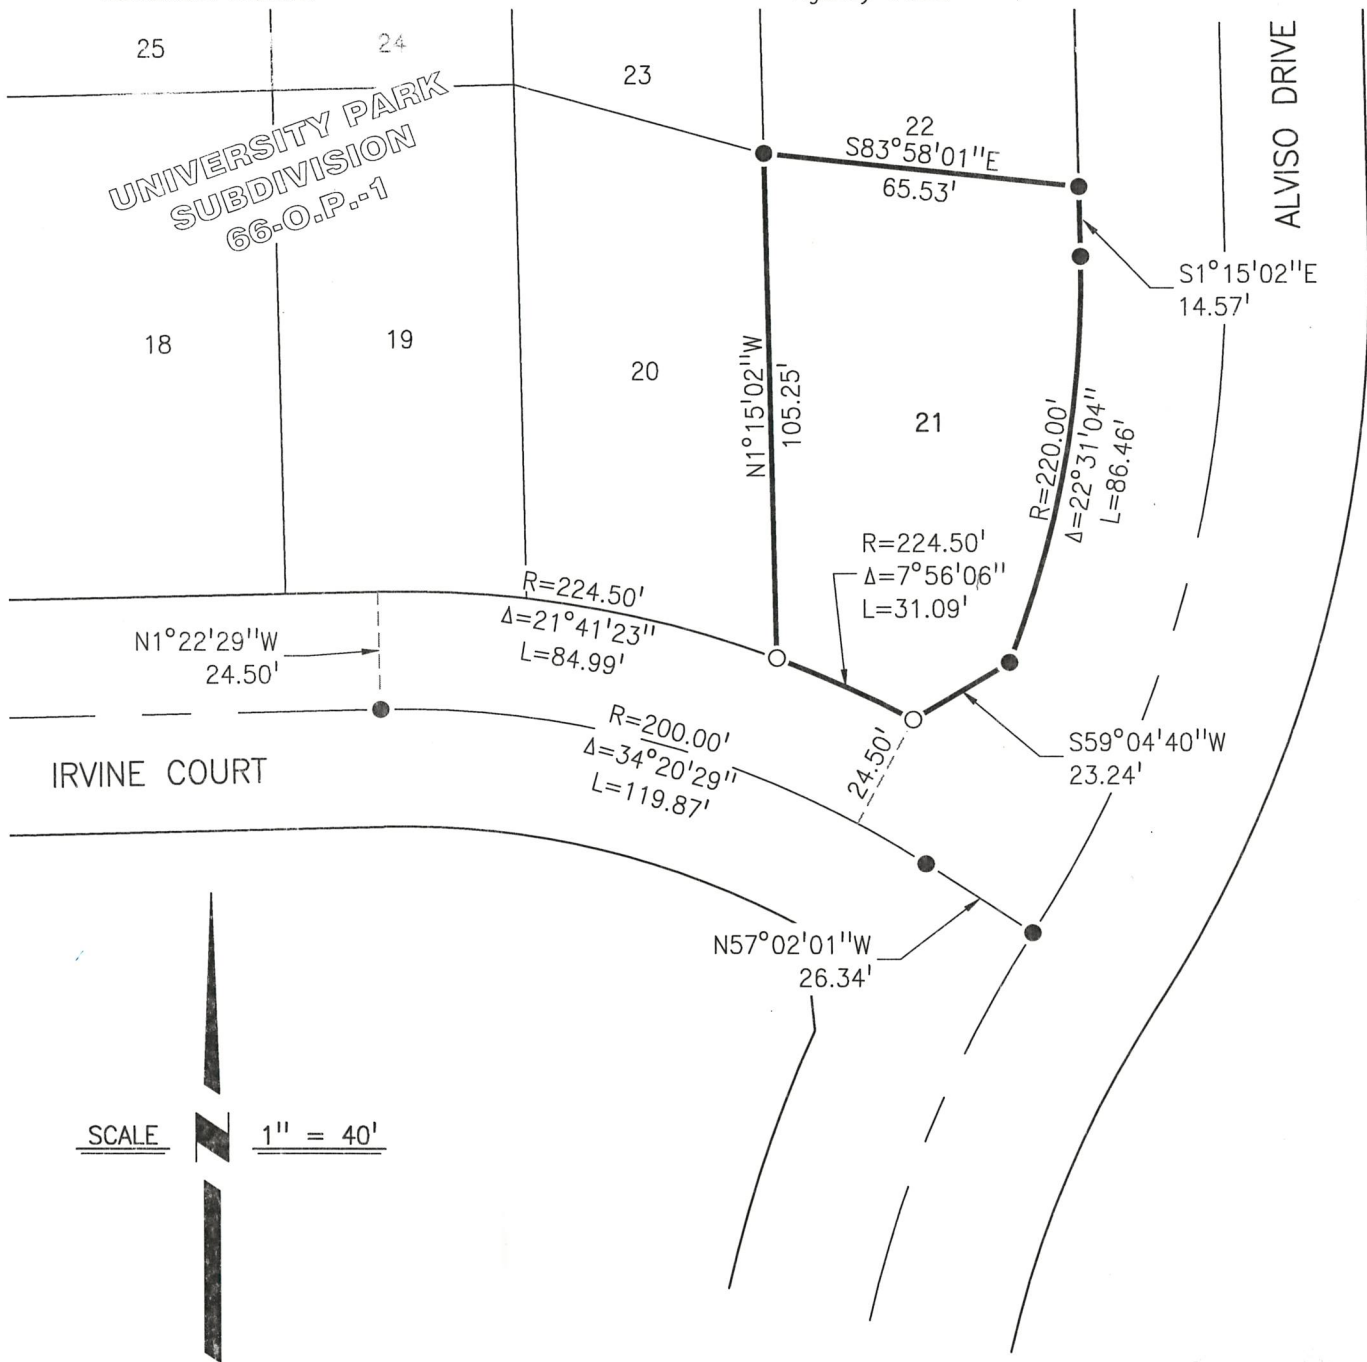 25
24
23
22
S83°58'01"E
65.53'
ALVISO DRIVE
UNIVERSITY PARK
SUBDIVISION
66-O.P.-1
S1°15'02"E
14.57'
18
19
20
21
N1°15'02"W
105.25'
R=220.00'
Δ=22°31'04"
L=86.46'
R=224.50'
Δ=7°56'06"
L=31.09'
R=224.50'
Δ=21°41'23"
L=84.99'
N1°22'29"W
24.50'
R=200.00'
Δ=34°20'29"
L=119.87'
24.50'
S59°04'40"W
23.24'
IRVINE COURT
N57°02'01"W
26.34'
SCALE N 1" = 40'